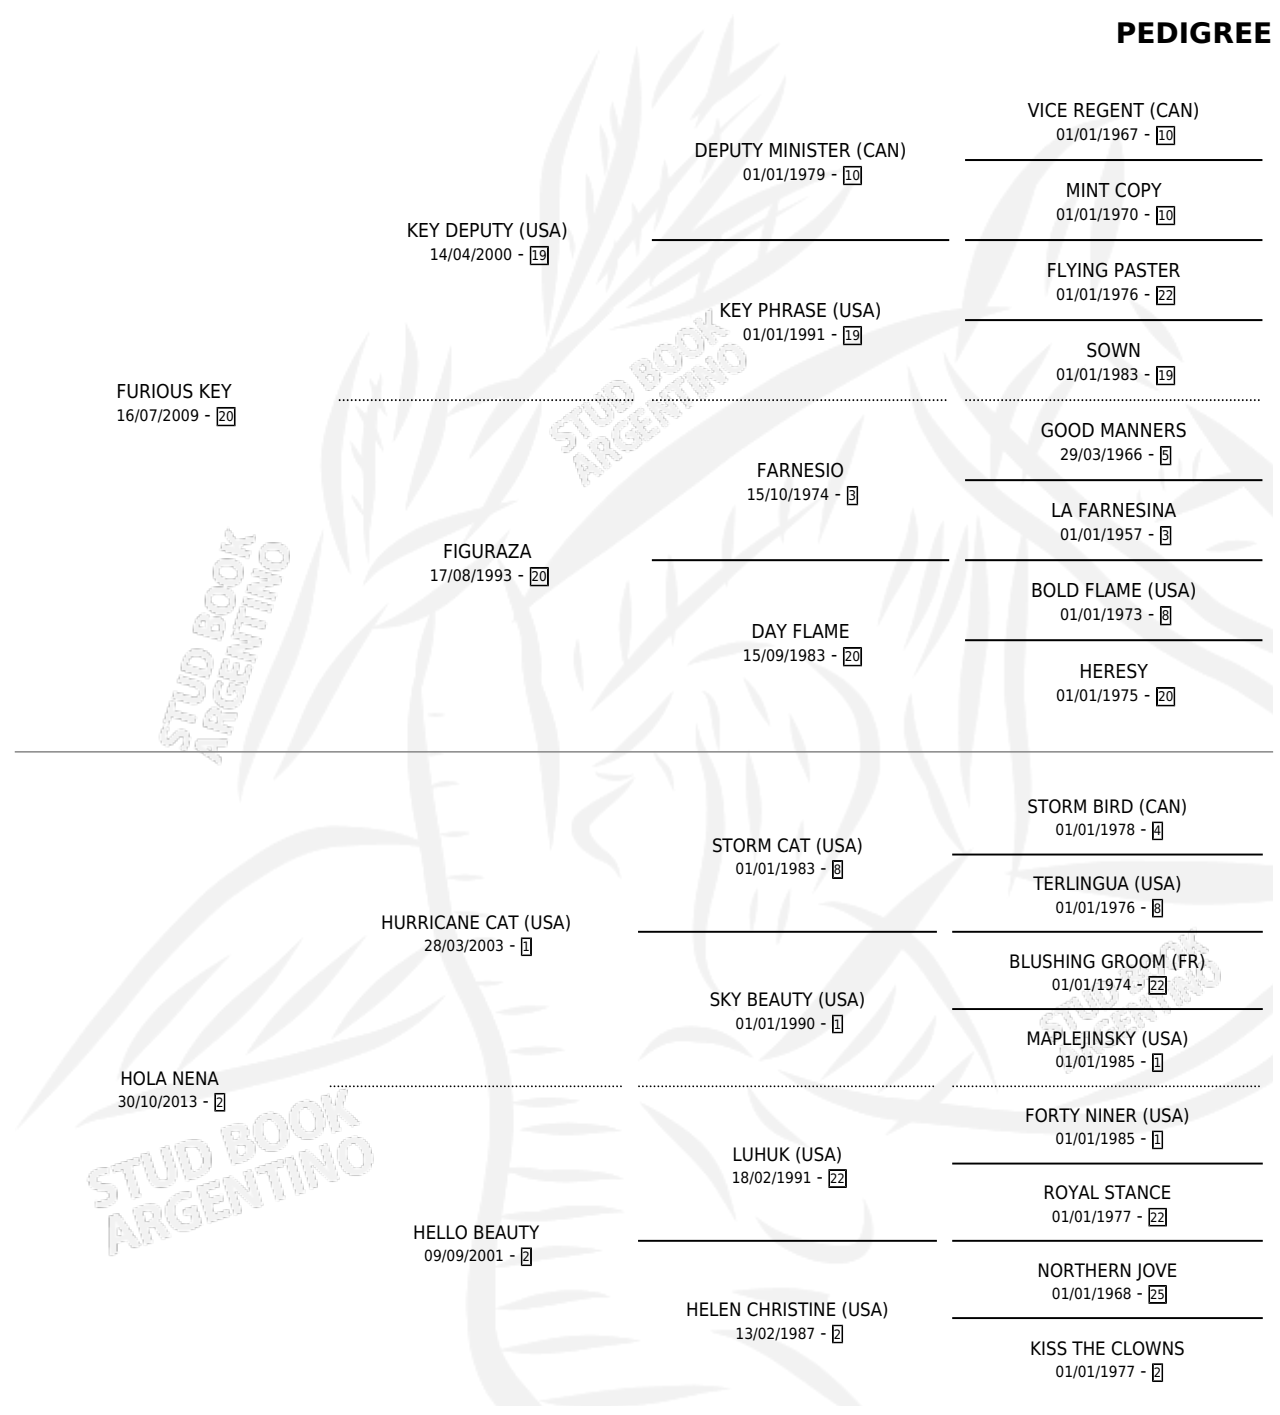 PEDIGREE
VICE REGENT (CAN)
01/01/1967 - 10
DEPUTY MINISTER (CAN)
01/01/1979 - 10
MINT COPY
01/01/1970 - 10
KEY DEPUTY (USA)
14/04/2000 - 19
FLYING PASTER
01/01/1976 - 22
KEY PHRASE (USA)
01/01/1991 - 19
SOWN
01/01/1983 - 19
FURIOUS KEY
16/07/2009 - 20
GOOD MANNERS
29/03/1966 - 5
FARNESIO
15/10/1974 - 3
LA FARNESINA
01/01/1957 - 3
FIGURAZA
17/08/1993 - 20
BOLD FLAME (USA)
01/01/1973 - 8
DAY FLAME
15/09/1983 - 20
HERESY
01/01/1975 - 20
STORM BIRD (CAN)
01/01/1978 - 4
STORM CAT (USA)
01/01/1983 - 8
TERLINGUA (USA)
01/01/1976 - 8
HURRICANE CAT (USA)
28/03/2003 - 1
BLUSHING GROOM (FR)
01/01/1974 - 22
SKY BEAUTY (USA)
01/01/1990 - 1
MAPLEJINSKY (USA)
01/01/1985 - 1
HOLA NENA
30/10/2013 - 2
FORTY NINER (USA)
01/01/1985 - 1
LUHUK (USA)
18/02/1991 - 22
ROYAL STANCE
01/01/1977 - 22
HELLO BEAUTY
09/09/2001 - 2
NORTHERN JOVE
01/01/1968 - 25
HELEN CHRISTINE (USA)
13/02/1987 - 2
KISS THE CLOWNS
01/01/1977 - 2
STUD BOOK
ARGENTINO
STUD BOOK
ARGENTINO
STUD BOOK
ARGENTINO
STUD BOOK
ARGENTINO